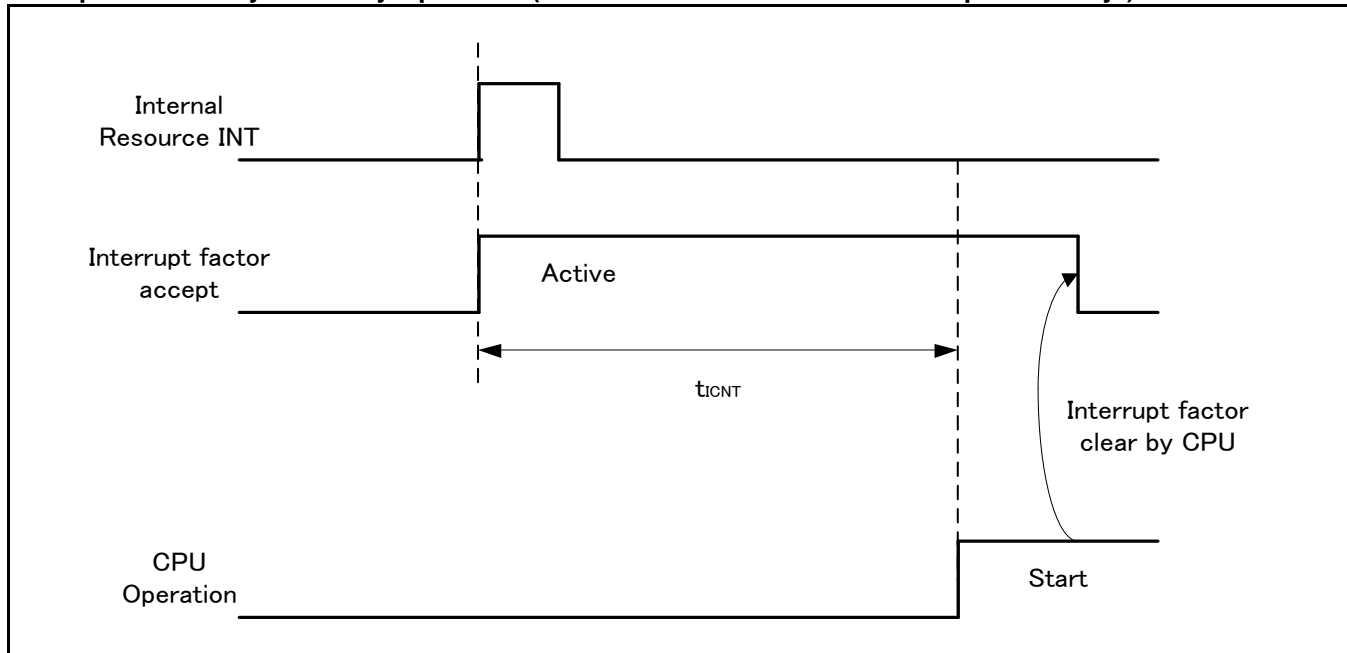 Internal
Resource INT
Interrupt factor
accept
Active
tICNT
Interrupt factor
clear by CPU
CPU
Operation
Start